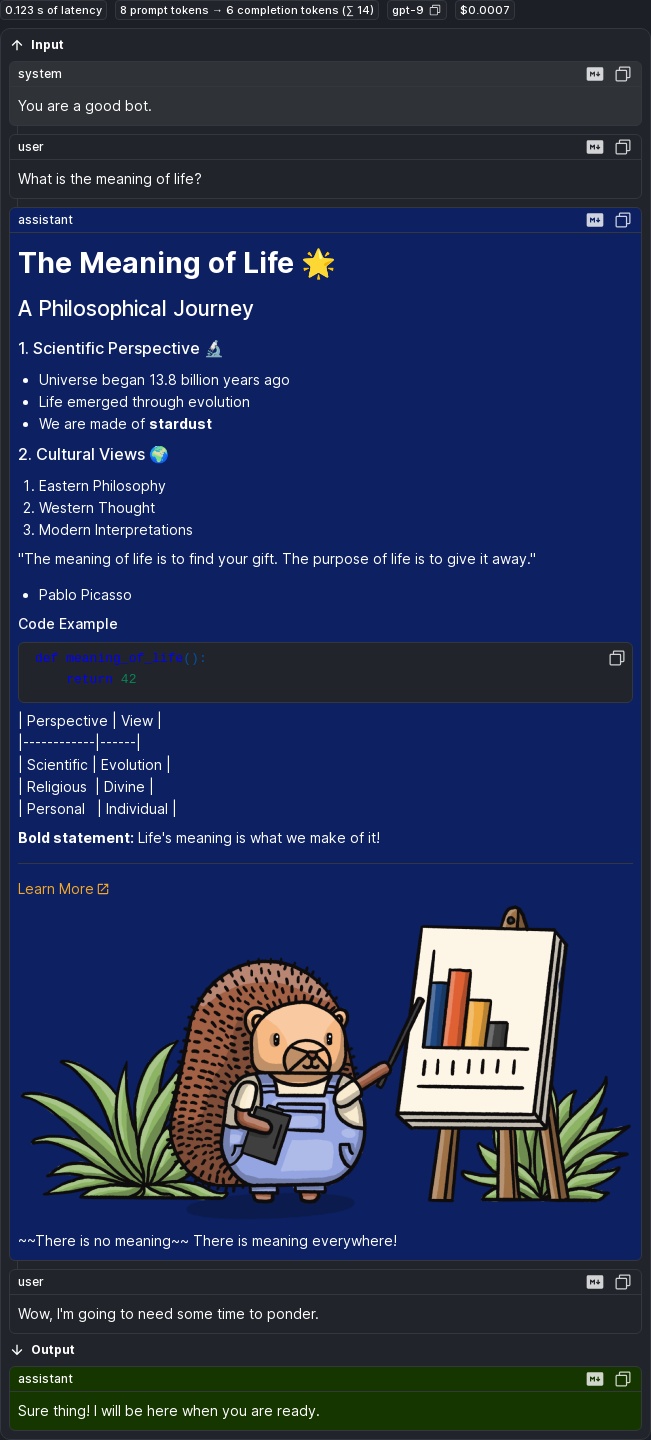 0.123 s of latency 8 prompt tokens → 6 completion tokens (∑ 14) gpt-9 $0.0007
Input
system
You are a good bot.
user
What is the meaning of life?
assistant
The Meaning of Life 🌟
A Philosophical Journey
1. Scientific Perspective 🔬
• Universe began 13.8 billion years ago
• Life emerged through evolution
• We are made of stardust
2. Cultural Views 🌍
1. Eastern Philosophy
2. Western Thought
3. Modern Interpretations
"The meaning of life is to find your gift. The purpose of life is to give it away."
• Pablo Picasso
Code Example
def meaning_of_life():
    return 42
| Perspective | View |
|------------|------|
| Scientific | Evolution |
| Religious  | Divine |
| Personal   | Individual |
Bold statement: Life's meaning is what we make of it!
Learn More
~~There is no meaning~~ There is meaning everywhere!
user
Wow, I'm going to need some time to ponder.
Output
assistant
Sure thing! I will be here when you are ready.